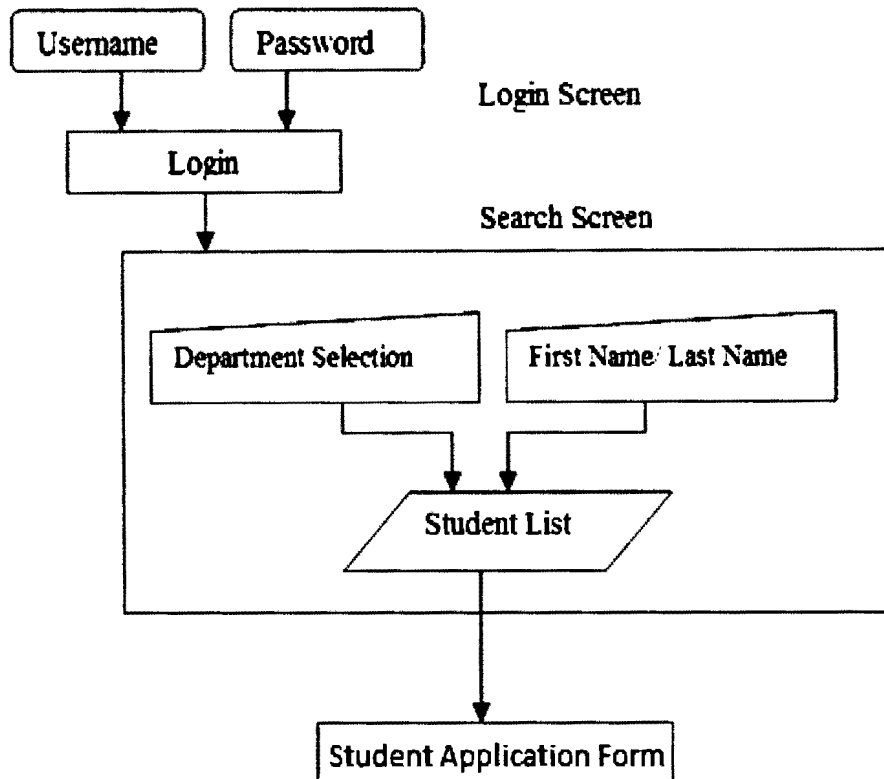 Username
Password
Login Screen
Login
Search Screen
Department Selection
First Name/ Last Name
Student List
Student Application Form